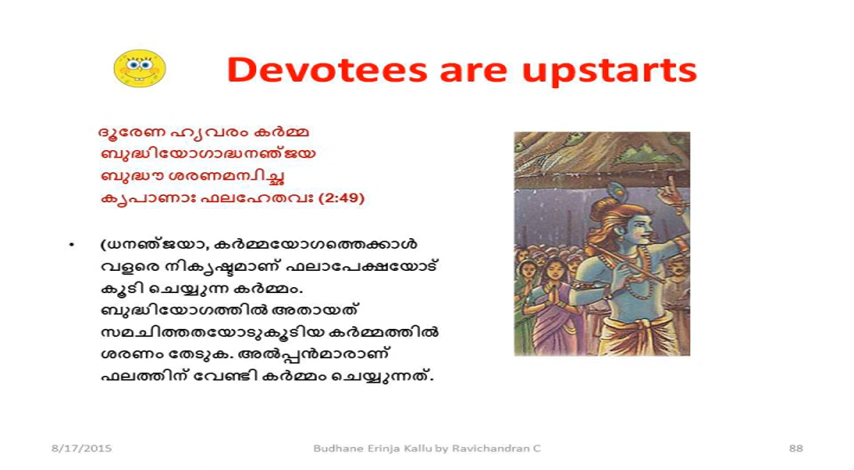 Devotees are upstarts
ദൂരേണ ഹ്യവരം കർമ്മ
ബുദ്ധിയോഗാദ്ധനഞ്ജയ
ബുദ്ധൗ ശരണമന്വിച്ഛ
കൃപാണാഃ ഫലഹേതവഃ (2:49)
• (ധനഞ്ജയാ, കർമ്മയോഗത്തെക്കാൾ
വളരെ നികൃഷ്ടമാണ് ഫലാപേക്ഷയോട്
കൂടി ചെയ്യുന്ന കർമ്മം.
ബുദ്ധിയോഗത്തിൽ അതായത്
സമചിത്തതയോടുകൂടിയ കർമ്മത്തിൽ
ശരണം തേടുക. അൽപ്പൻമാരാണ്
ഫലത്തിന് വേണ്ടി കർമ്മം ചെയ്യുന്നത്.
8/17/2015
Budhane Erinja Kallu by Ravichandran C
88